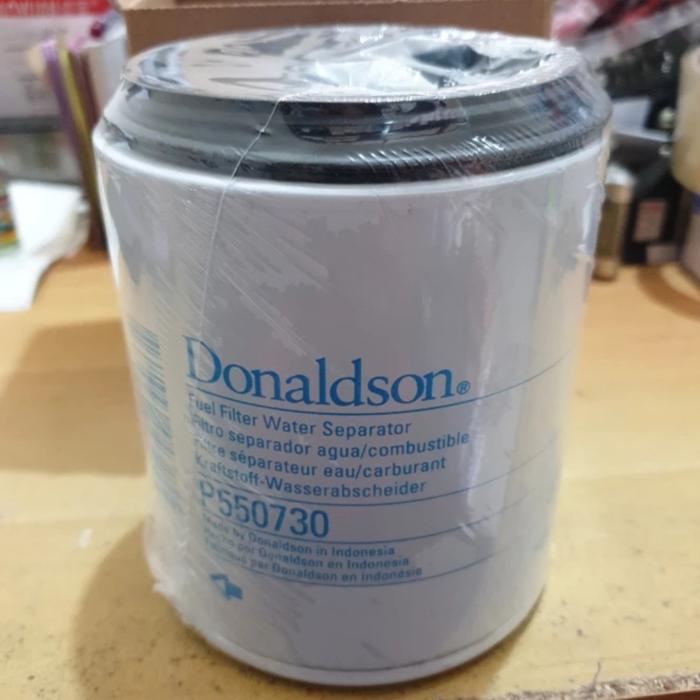 Donaldson®
Fuel Filter Water Separator
Filtro separador agua/combustible
Filtre séparateur eau/carburant
Kraftstoff-Wasserabscheider
P550730
Made by Donaldson in Indonesia
Hecho por Donaldson en Indonesia
Fabriqué par Donaldson en Indonésie